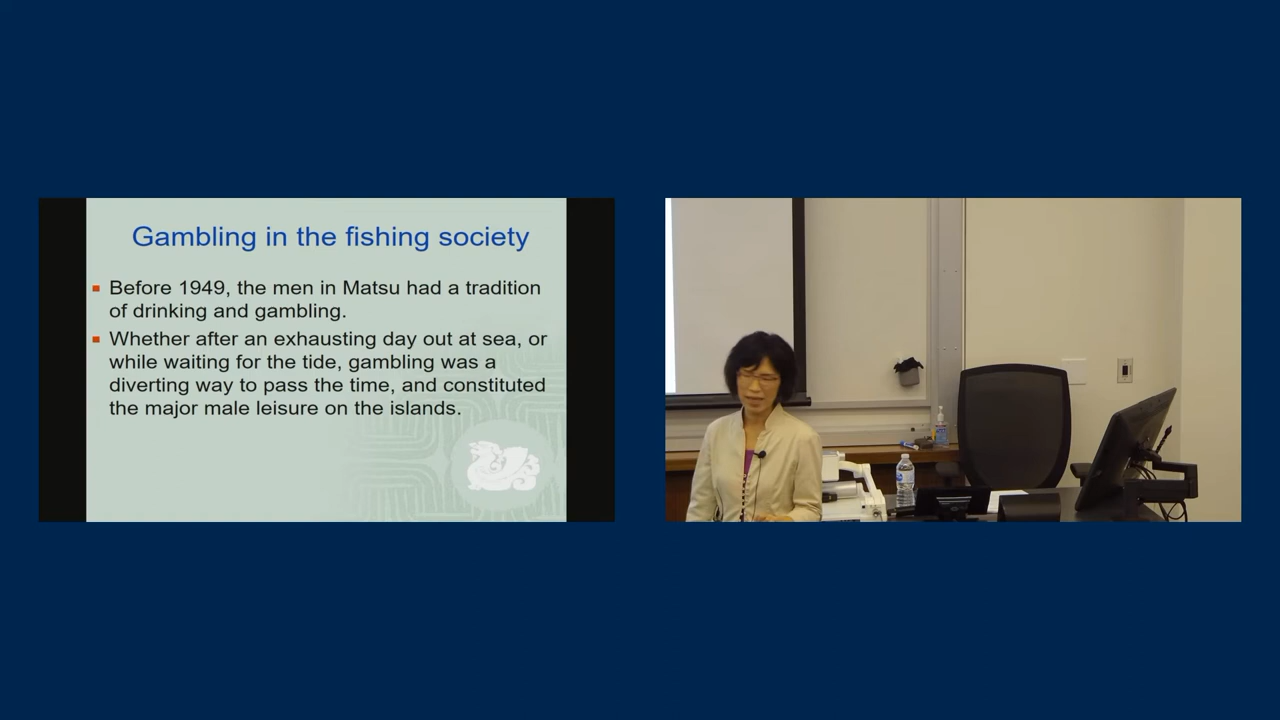 Gambling in the fishing society
Before 1949, the men in Matsu had a tradition
of drinking and gambling.
Whether after an exhausting day out at sea, or
while waiting for the tide, gambling was a
diverting way to pass the time, and constituted
the major male leisure on the islands.